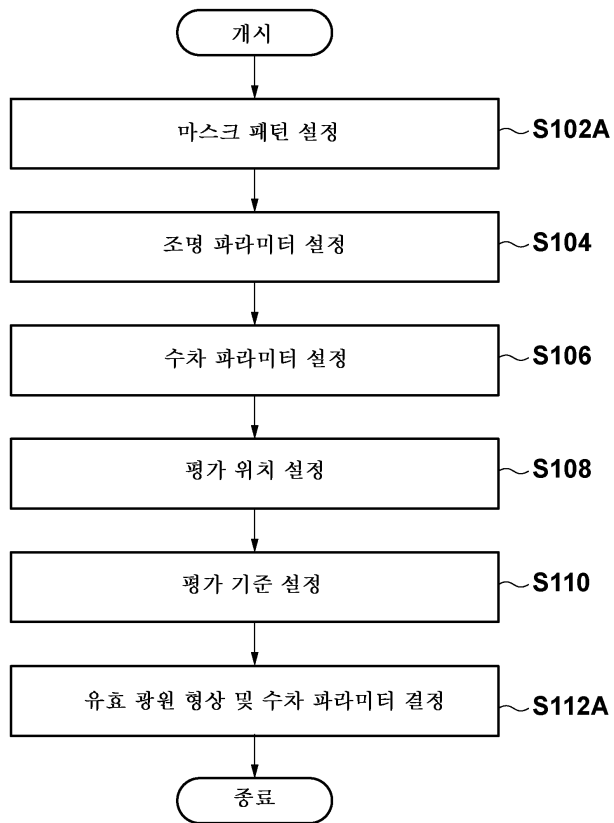 개시
마스크 패턴 설정
S102A
조명 파라미터 설정
S104
수차 파라미터 설정
S106
평가 위치 설정
S108
평가 기준 설정
S110
유효 광원 형상 및 수차 파라미터 결정
S112A
종료